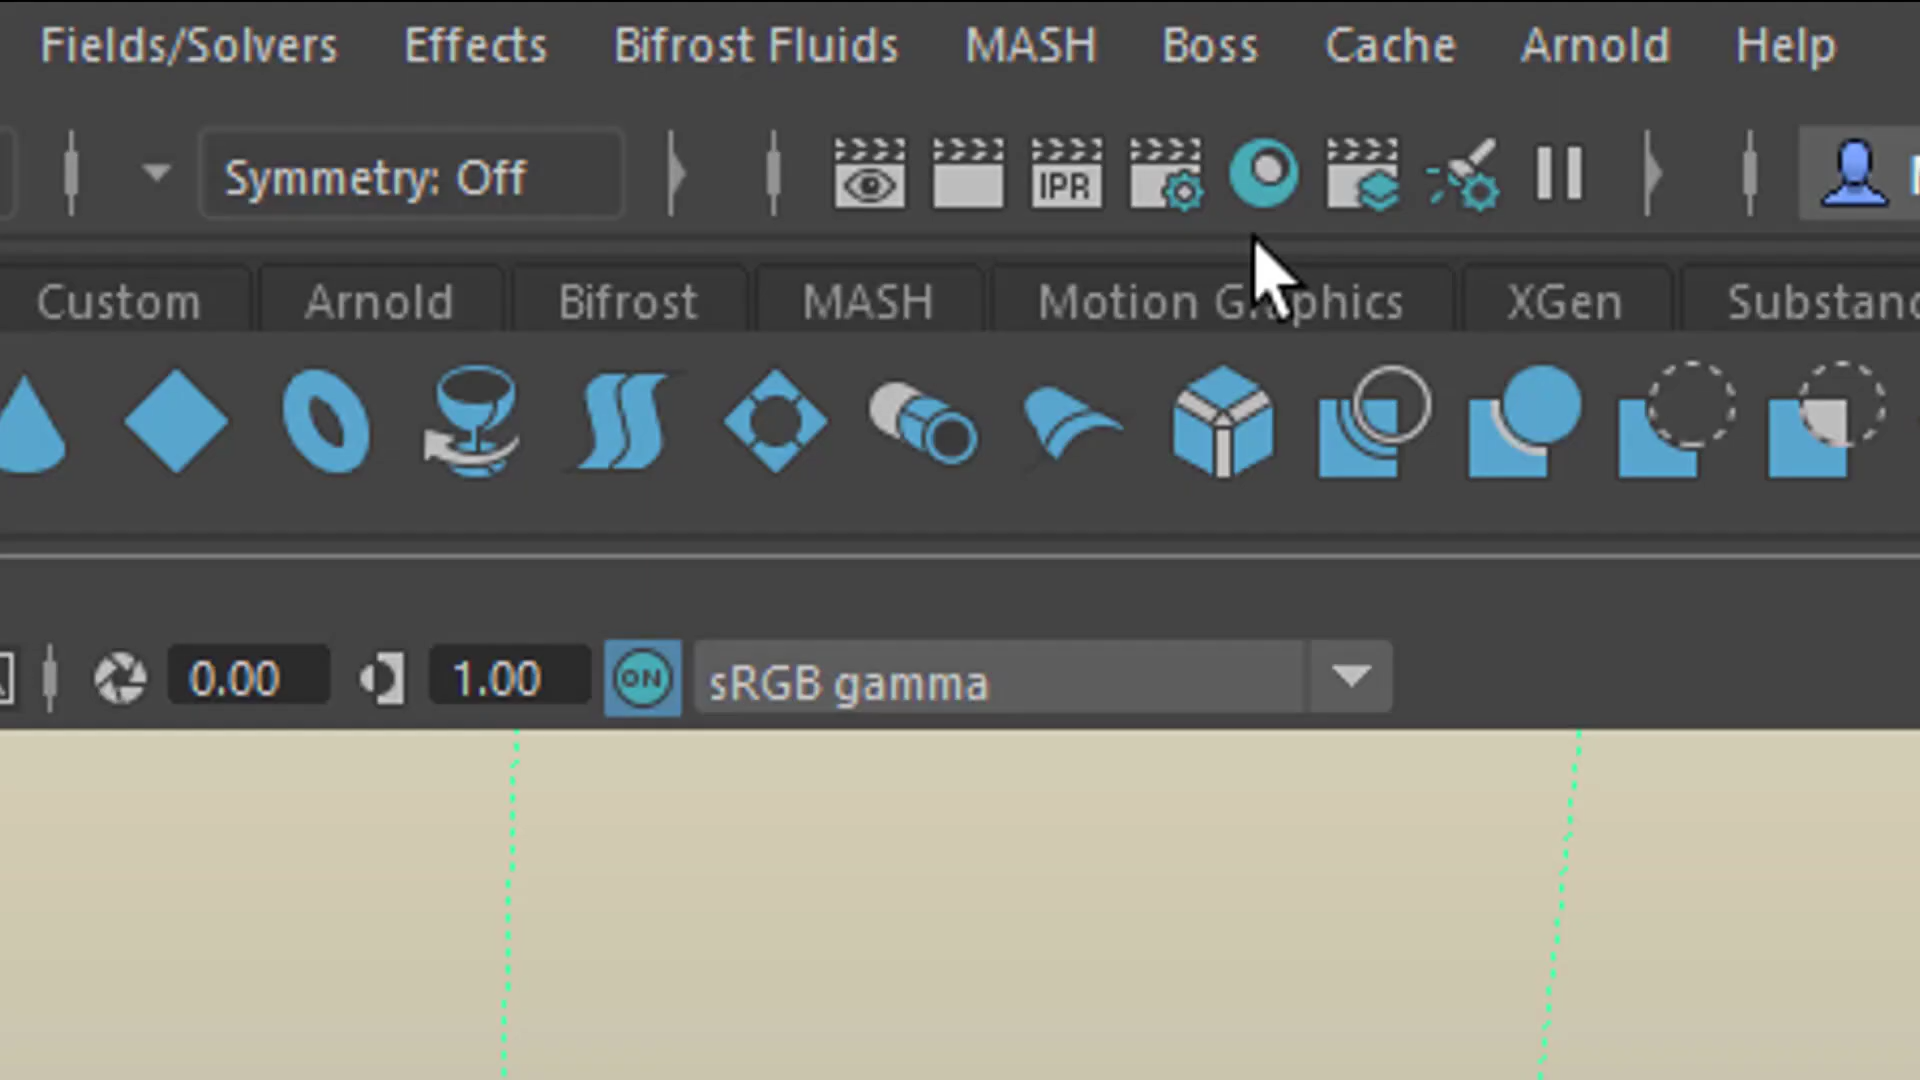 Fields/Solvers Effects Bifrost Fluids MASH Boss Cache Arnold Help
Symmetry: Off IPR
Custom Arnold Bifrost MASH Motion Graphics XGen Substanc
0.00 1.00 ON sRGB gamma